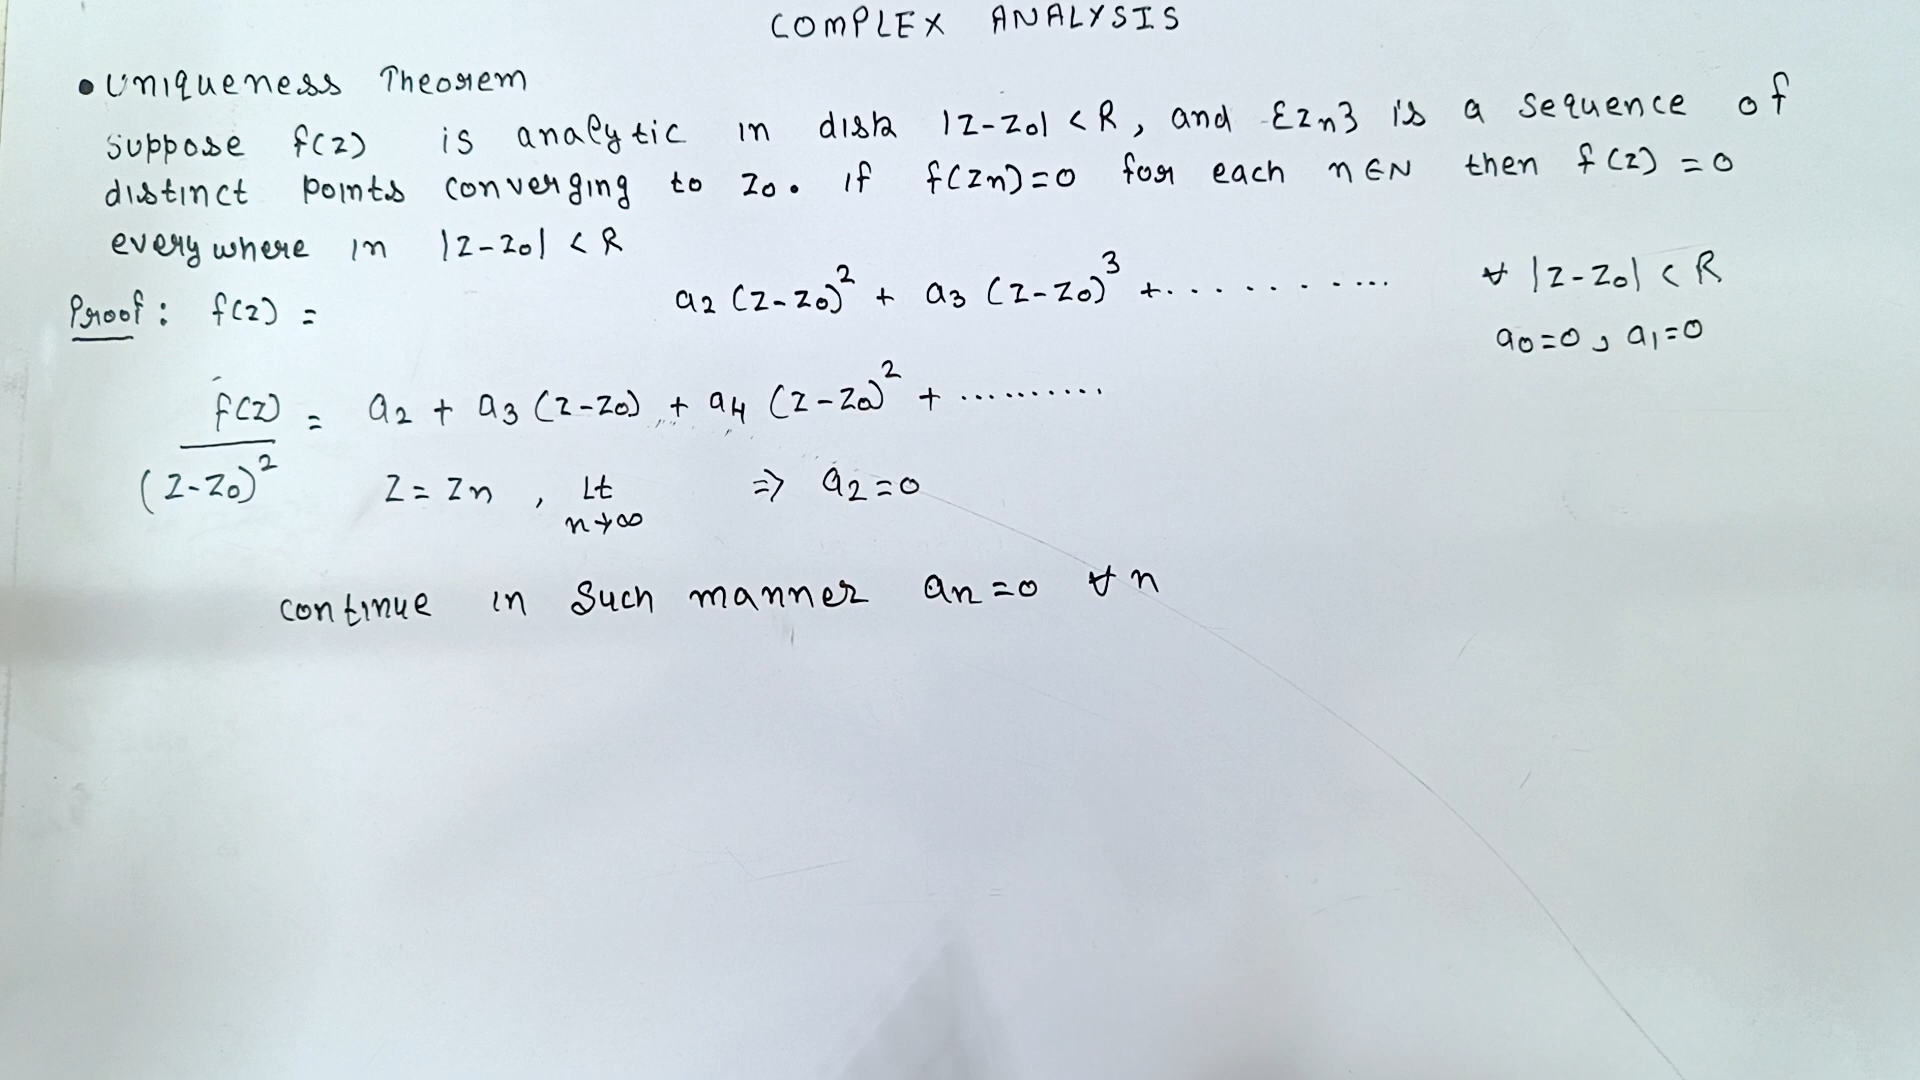 COMPLEX ANALYSIS
• Uniqueness Theorem
suppose f(z) is analytic in disk |z-z₀| < R, and {zn} is a sequence of
distinct points converging to z₀. if f(zn)=0 for each n∈N then f(z) = 0
everywhere in |z-z₀| < R
Proof: f(z) = a₂(z-z₀)² + a₃(z-z₀)³ +........... ∀ |z-z₀| < R
a₀=0, a₁=0
f(z)/(z-z₀)² = a₂ + a₃(z-z₀) + a₄(z-z₀)² + ..........
z = zn, Lt n→∞ ⇒ a₂=0
continue in such manner an=0 ∀ n